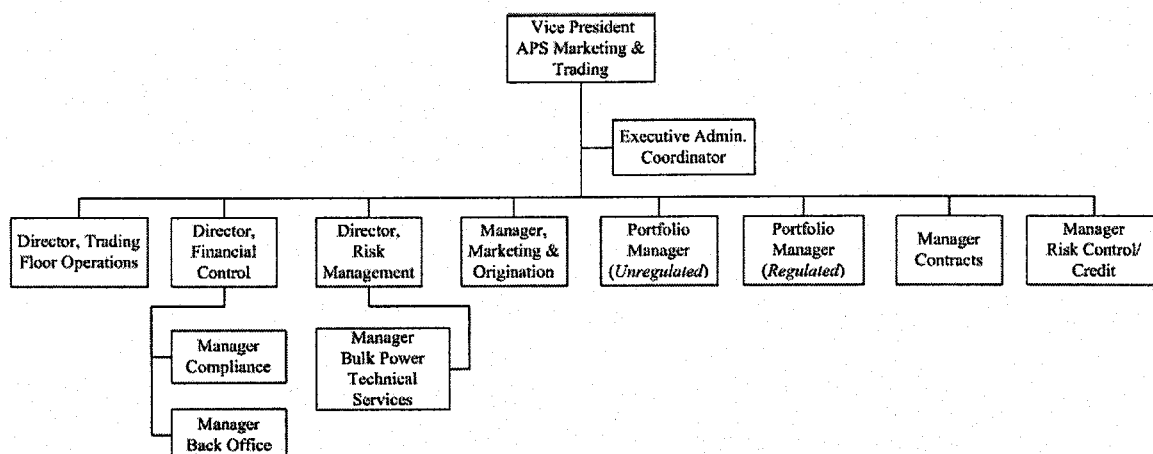 Vice President
APS Marketing &
Trading
Executive Admin.
Coordinator
Director, Trading
Floor Operations
Director,
Financial
Control
Director,
Risk
Management
Manager,
Marketing &
Origination
Portfolio
Manager
(Unregulated)
Portfolio
Manager
(Regulated)
Manager
Contracts
Manager
Risk Control/
Credit
Manager
Compliance
Manager
Bulk Power
Technical
Services
Manager
Back Office